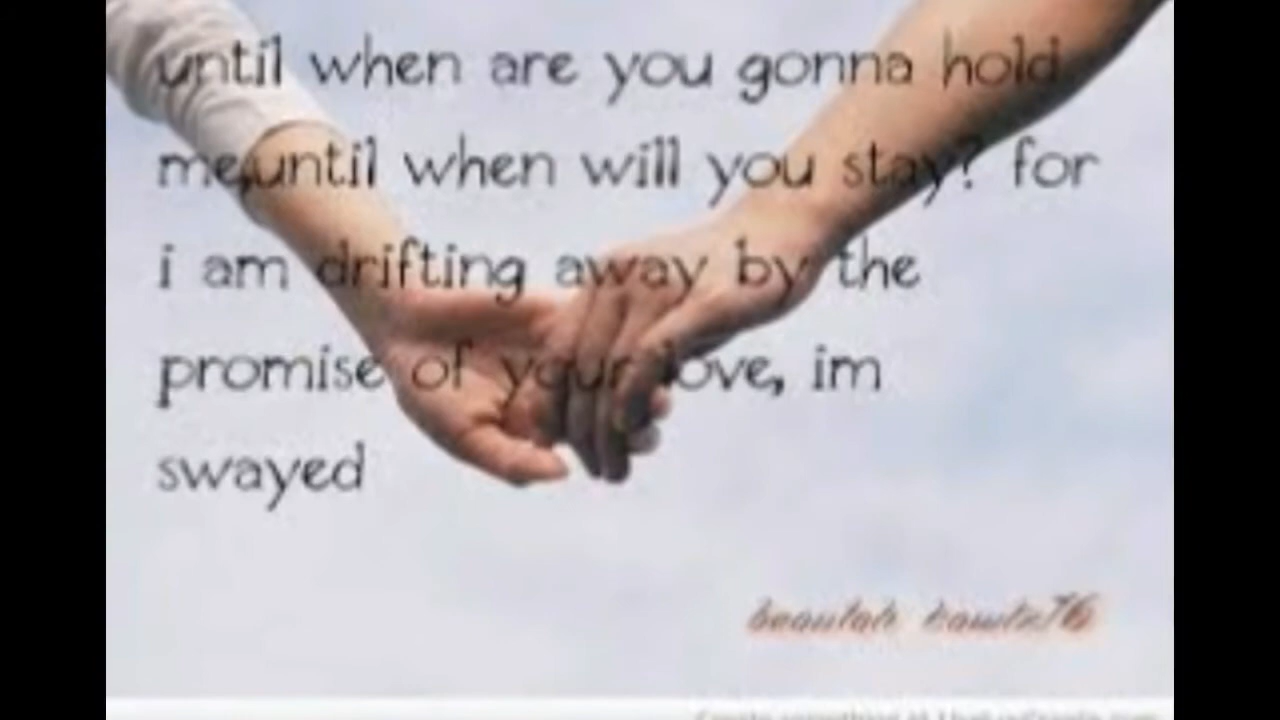 until when are you gonna hold
me,until when will you stay? for
i am drifting away by the
promise of your love, im
swayed
beaulah